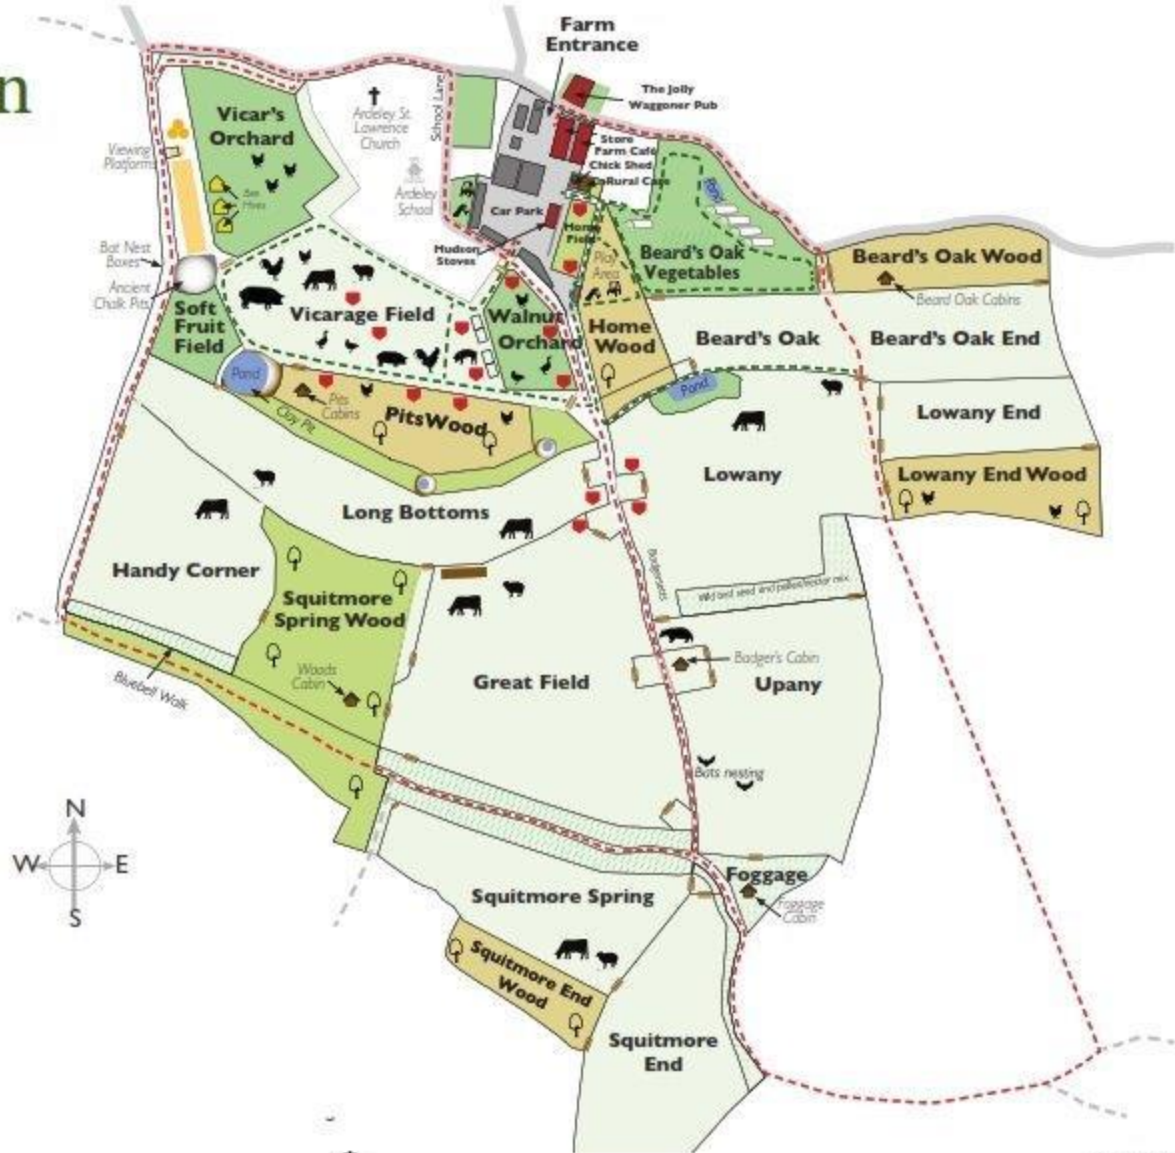 n
Farm
Entrance
The Jolly
Waggoner Pub
Store
Farm Café
Chick Shed
Rural Care
School Lane
Vicar's
Orchard
Ardeley St.
Lawrence
Church
Viewing
Platforms
Bee
Hives
Ardeley
School
Car Park
Home
Field
Pond
Hudson
Stoves
Play
Area
Beard's Oak
Vegetables
Beard's Oak Wood
Beard Oak Cabins
Bat Nest
Boxes
Ancient
Chalk Pits
Soft
Fruit
Field
Vicarage Field
Walnut
Orchard
Home
Wood
Beard's Oak
Beard's Oak End
Pond
Pits
Cabins
Pits Wood
Clay Pit
Pond
Lowany End
Lowany
Lowany End Wood
Long Bottoms
Handy Corner
Squitmore
Spring Wood
Wild bird seed and pollen/nectar mix
Badger's Cabin
Woods
Cabin
Great Field
Upany
Bluebell Walk
Bats nesting
N
W
E
S
Foggage
Foggage
Cabin
Squitmore Spring
Squitmore End
Wood
Squitmore
End